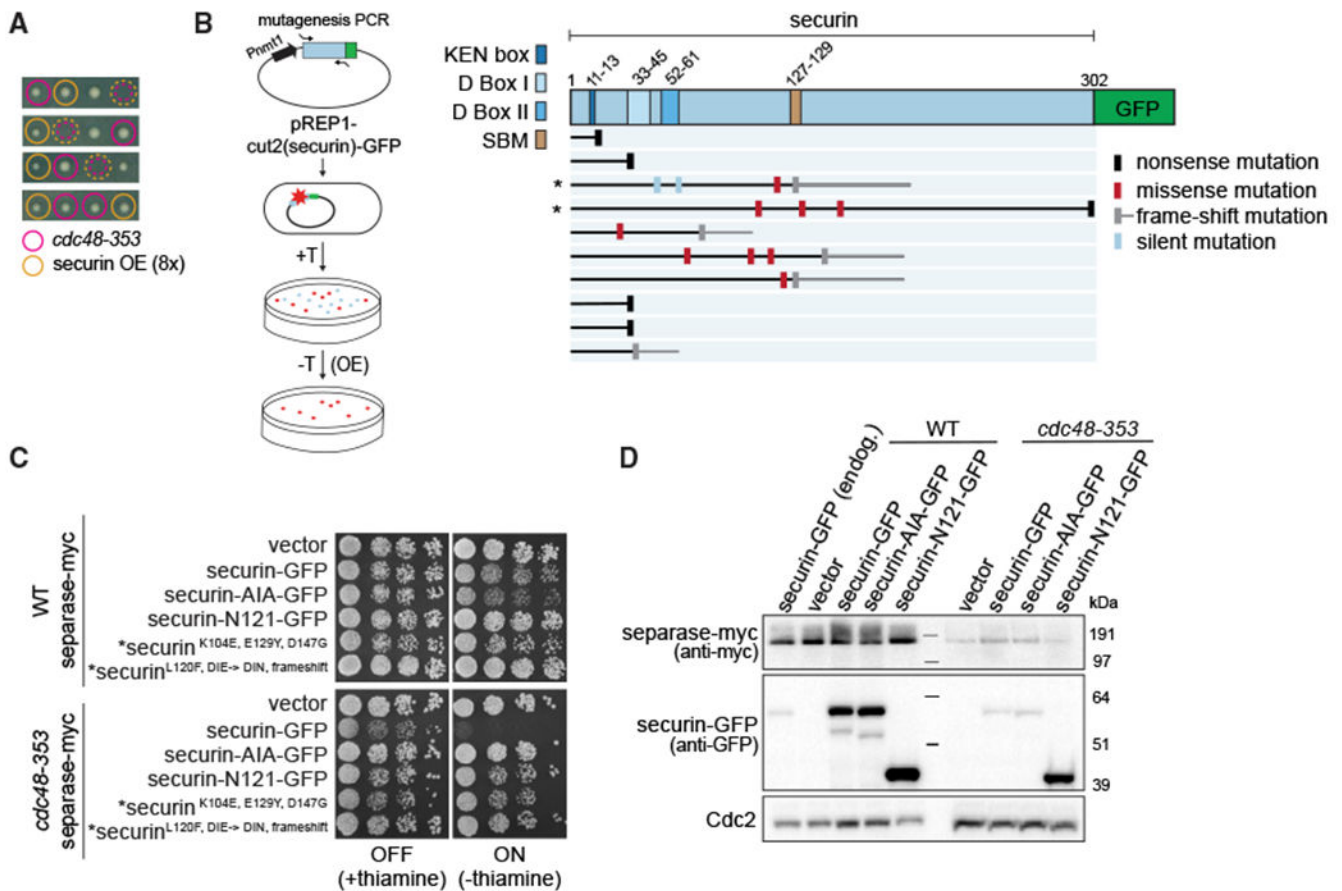 A
cdc48-353
securin OE (8x)
B
mutagenesis PCR
Pnmt1
pREP1-
cut2(securin)-GFP
+T
-T (OE)
securin
KEN box
D Box I
D Box II
SBM
1
11-13
33-45
52-61
127-129
302
GFP
*
*
nonsense mutation
missense mutation
frame-shift mutation
silent mutation
C
WT
separase-myc
vector
securin-GFP
securin-AIA-GFP
securin-N121-GFP
*securin K104E, E129Y, D147G
*securin L120F, DIE-> DIN, frameshift
cdc48-353
separase-myc
vector
securin-GFP
securin-AIA-GFP
securin-N121-GFP
*securin K104E, E129Y, D147G
*securin L120F, DIE-> DIN, frameshift
OFF
(+thiamine)
ON
(-thiamine)
D
WT
cdc48-353
securin-GFP (endog.)
vector
securin-GFP
securin-AIA-GFP
securin-N121-GFP
vector
securin-GFP
securin-AIA-GFP
securin-N121-GFP
kDa
separase-myc
(anti-myc)
191
97
securin-GFP
(anti-GFP)
64
51
39
Cdc2